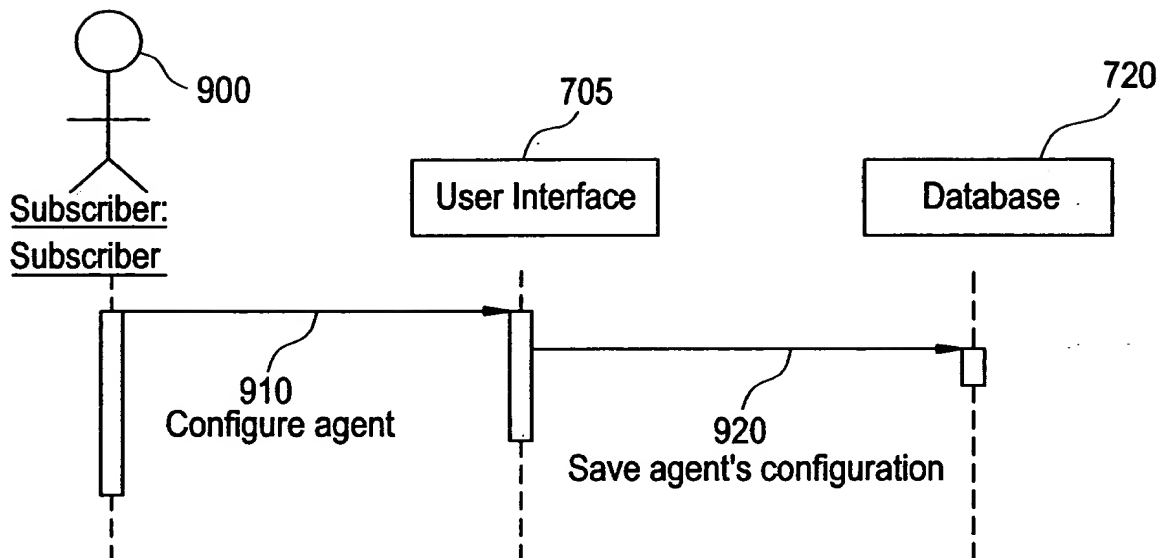 900
705
720
Subscriber:
Subscriber
User Interface
Database
910
Configure agent
920
Save agent's configuration